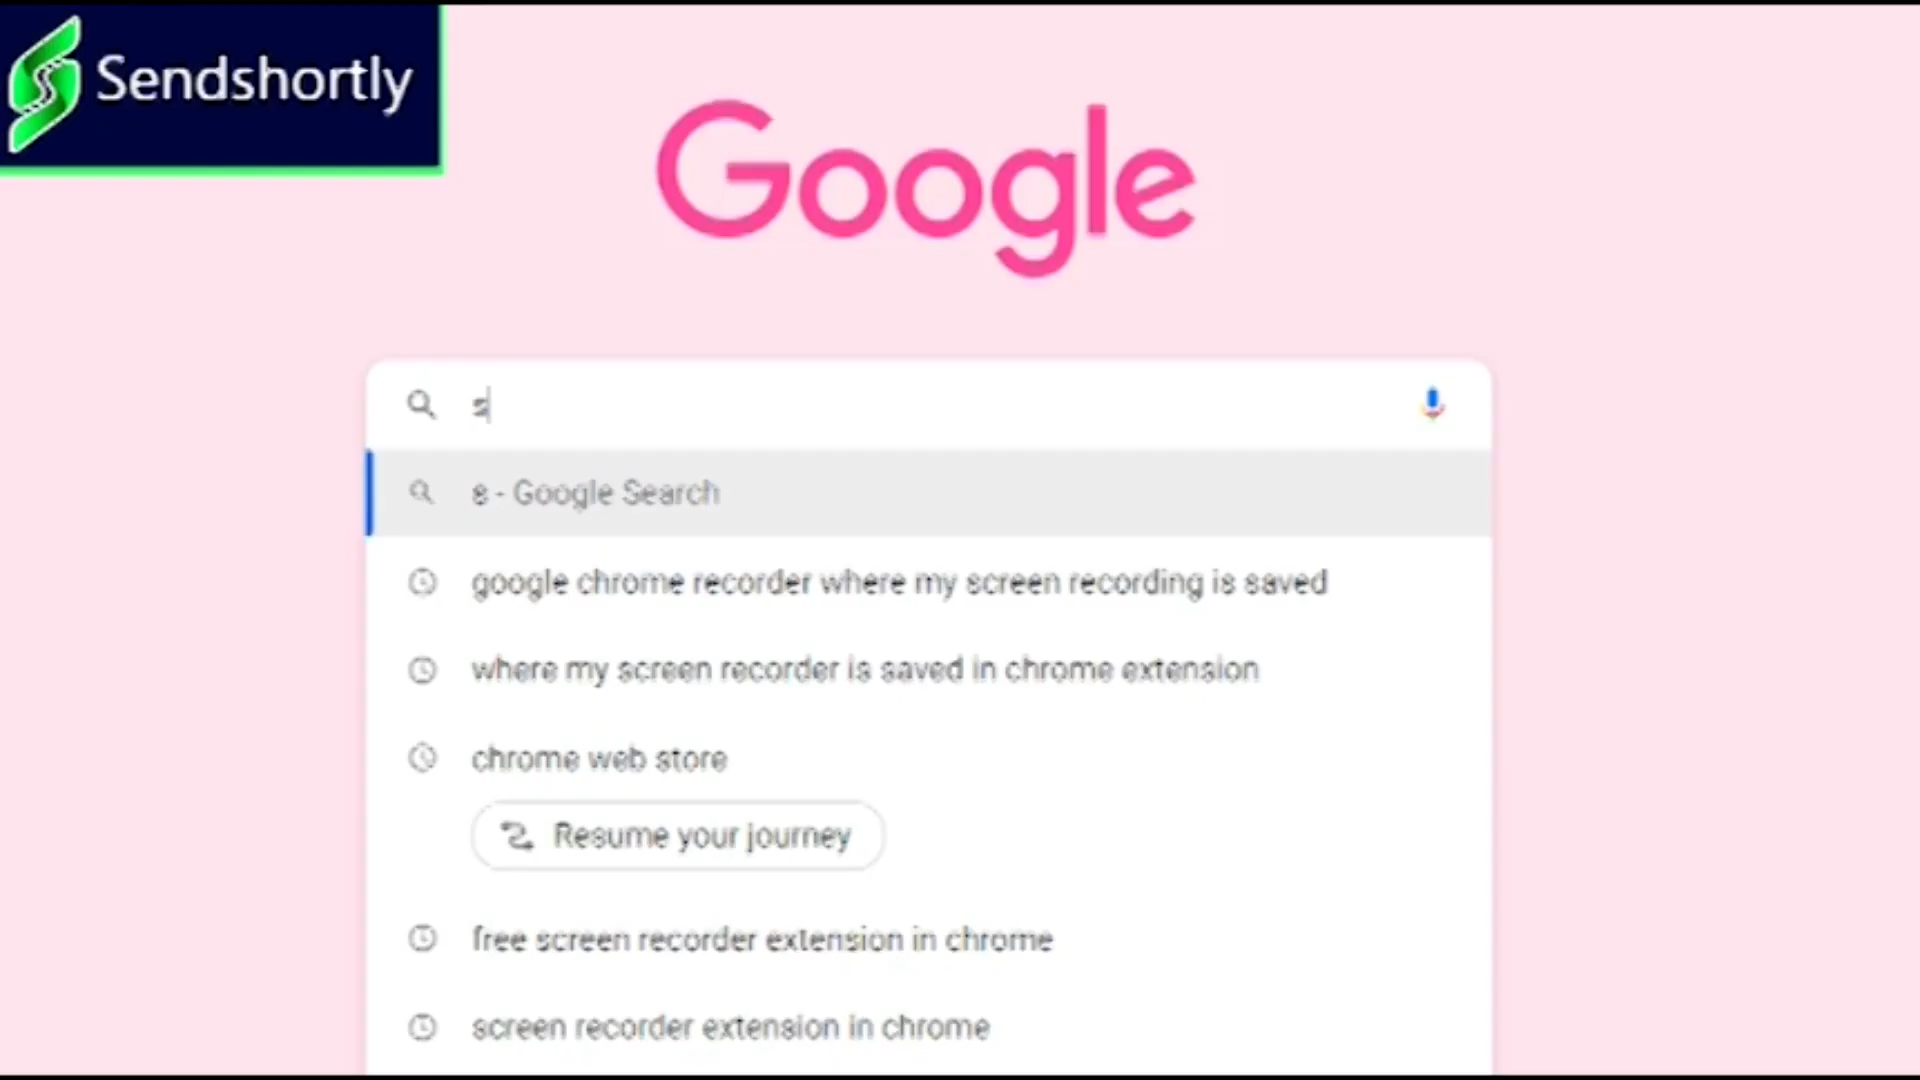 Sendshortly
Google
s
s - Google Search
google chrome recorder where my screen recording is saved
where my screen recorder is saved in chrome extension
chrome web store
Resume your journey
free screen recorder extension in chrome
screen recorder extension in chrome